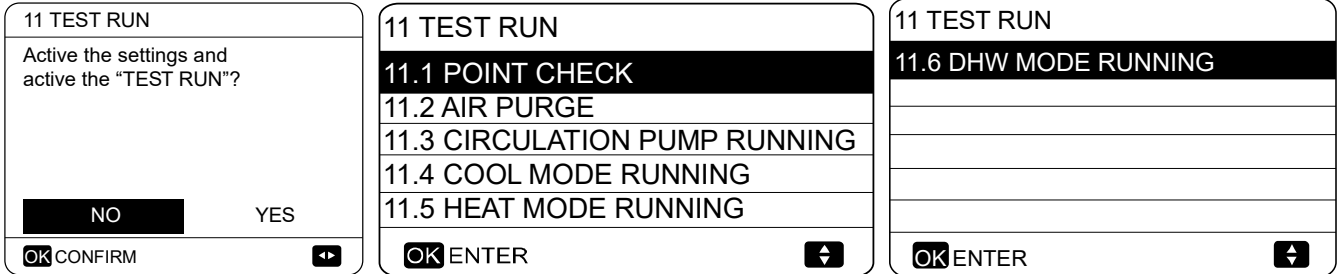 11 TEST RUN
Active the settings and
active the “TEST RUN”?
NO YES
OK CONFIRM
11 TEST RUN
11.1 POINT CHECK
11.2 AIR PURGE
11.3 CIRCULATION PUMP RUNNING
11.4 COOL MODE RUNNING
11.5 HEAT MODE RUNNING
OK ENTER
11 TEST RUN
11.6 DHW MODE RUNNING
OK ENTER